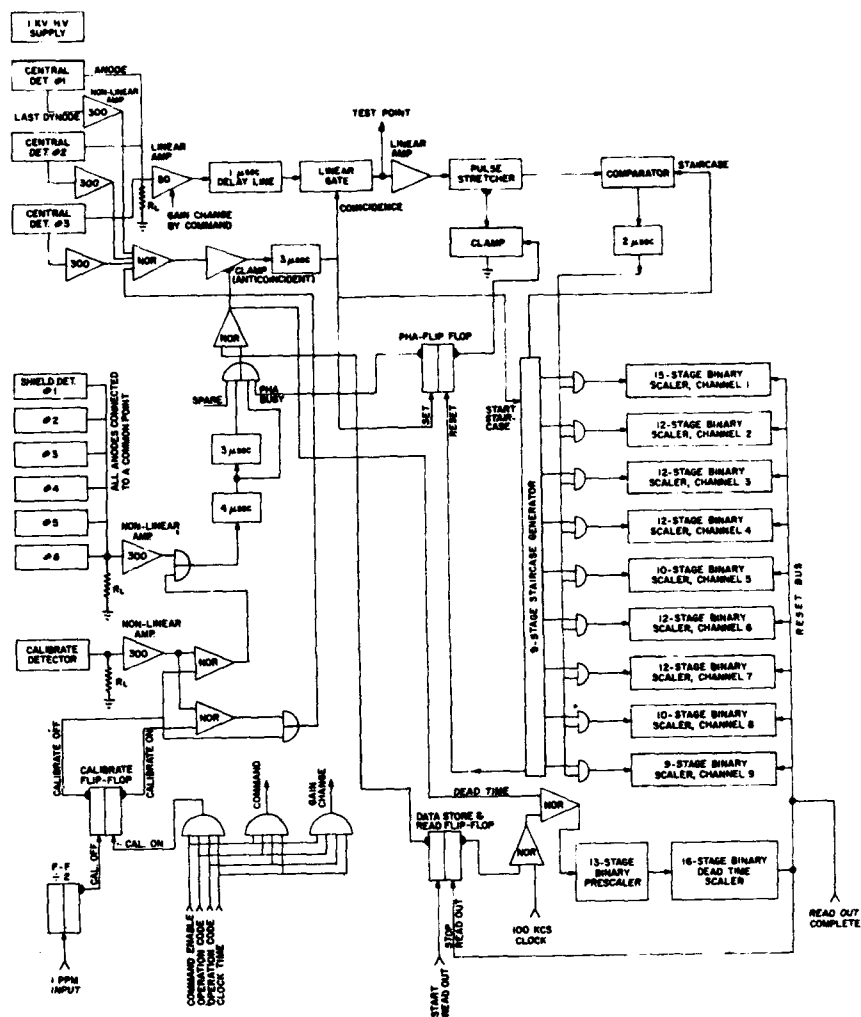 1 KV HV
SUPPLY
CENTRAL
DET. #1
ANODE
NON-LINEAR
AMP
300
LAST DYNODE
CENTRAL
DET. #2
300
CENTRAL
DET. #3
300
LINEAR
AMP
80
RL
GAIN CHANGE
BY COMMAND
1 μsec
DELAY LINE
LINEAR
GATE
TEST POINT
LINEAR
AMP
PULSE
STRETCHER
COMPARATOR
STAIRCASE
COINCIDENCE
CLAMP
2 μsec
NOR
CLAMP
(ANTICOINCIDENT)
3 μsec
NOR
SPARE
PHA
BUSY
PHA-FLIP FLOP
SET
RESET
START
STAIR-
CASE
3 μsec
4 μsec
SHIELD DET.
#1
#2
#3
#4
#5
#6
ALL ANODES CONNECTED
TO A COMMON POINT
NON-LINEAR
AMP.
300
RL
CALIBRATE
DETECTOR
NON-LINEAR
AMP.
300
RL
NOR
NOR
9-STAGE STAIRCASE GENERATOR
15-STAGE BINARY
SCALER, CHANNEL 1
12-STAGE BINARY
SCALER, CHANNEL 2
12-STAGE BINARY
SCALER, CHANNEL 3
12-STAGE BINARY
SCALER, CHANNEL 4
10-STAGE BINARY
SCALER, CHANNEL 5
12-STAGE BINARY
SCALER, CHANNEL 6
12-STAGE BINARY
SCALER, CHANNEL 7
10-STAGE BINARY
SCALER, CHANNEL 8
9-STAGE BINARY
SCALER, CHANNEL 9
RESET BUS
CALIBRATE OFF
CALIBRATE
FLIP-FLOP
CALIBRATE ON
CAL. OFF
CAL. ON
F-F
1 PPM
INPUT
COMMAND
GAIN
CHANGE
COMMAND ENABLE
OPERATION CODE
OPERATION CODE
CLOCK TIME
DEAD TIME
DATA STORE &
READ FLIP-FLOP
START
READ OUT
STOP
READ OUT
NOR
NOR
100 KCS
CLOCK
13-STAGE
BINARY
PRESCALER
16-STAGE BINARY
DEAD TIME
SCALER
READ OUT
COMPLETE